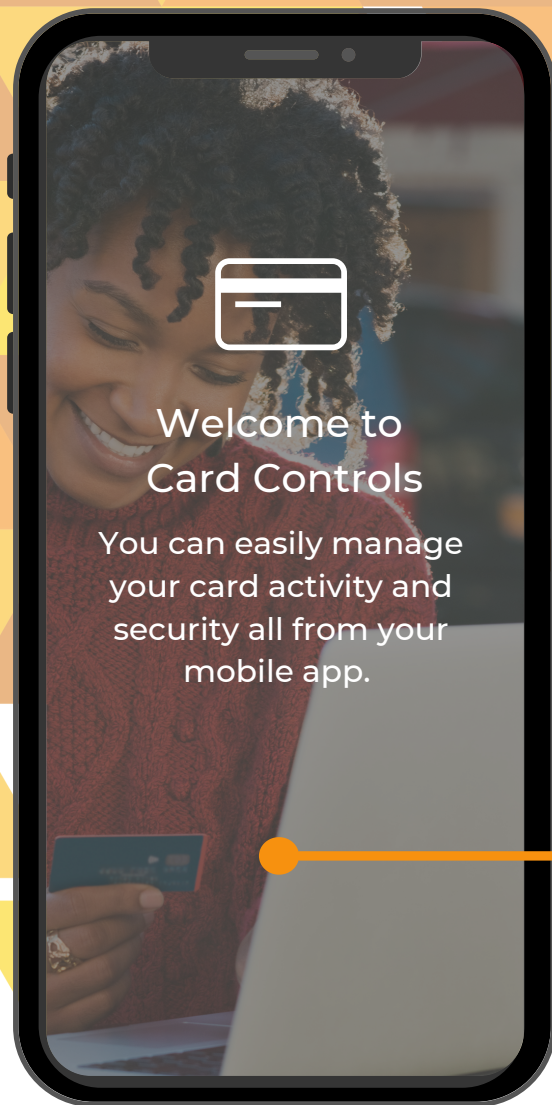 Welcome to
Card Controls
You can easily manage
your card activity and
security all from your
mobile app.